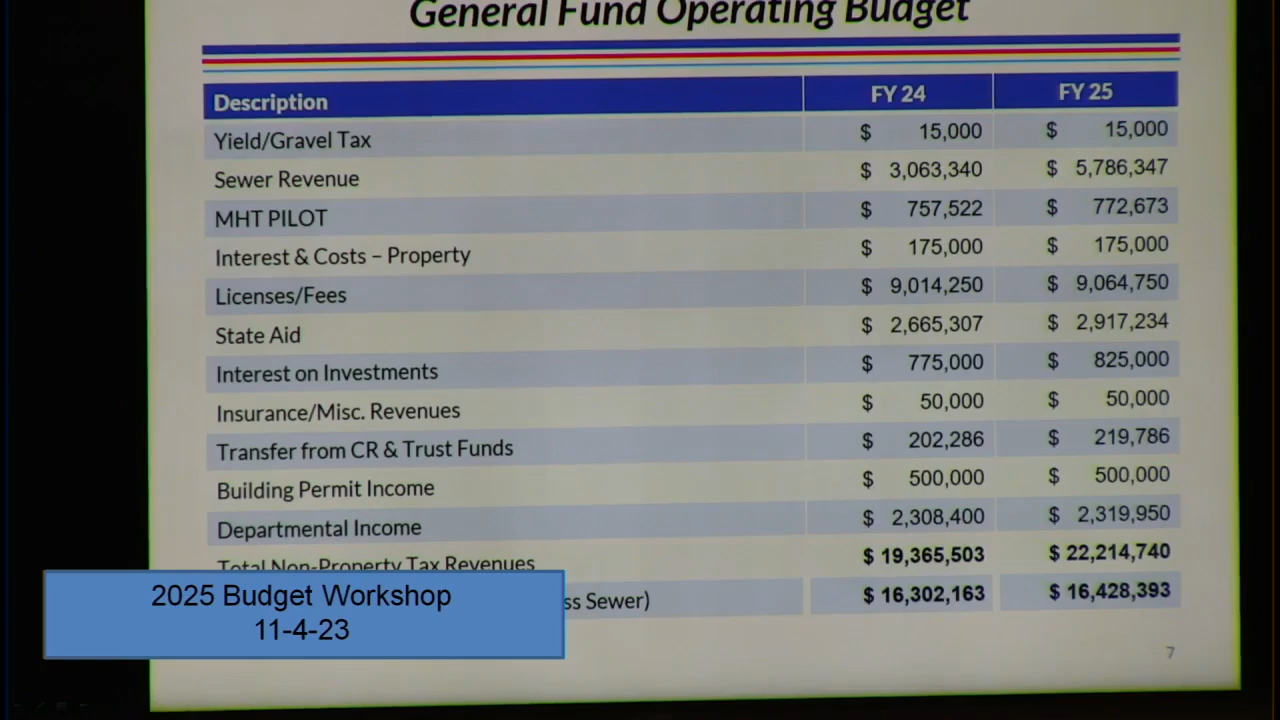 General Fund Operating Budget
Description FY 24 FY 25
Yield/Gravel Tax $ 15,000 $ 15,000
Sewer Revenue $ 3,063,340 $ 5,786,347
MHT PILOT $ 757,522 $ 772,673
Interest & Costs – Property $ 175,000 $ 175,000
Licenses/Fees $ 9,014,250 $ 9,064,750
State Aid $ 2,665,307 $ 2,917,234
Interest on Investments $ 775,000 $ 825,000
Insurance/Misc. Revenues $ 50,000 $ 50,000
Transfer from CR & Trust Funds $ 202,286 $ 219,786
Building Permit Income $ 500,000 $ 500,000
Departmental Income $ 2,308,400 $ 2,319,950
Total Non-Property Tax Revenues $ 19,365,503 $ 22,214,740
ss Sewer) $ 16,302,163 $ 16,428,393
2025 Budget Workshop
11-4-23
7